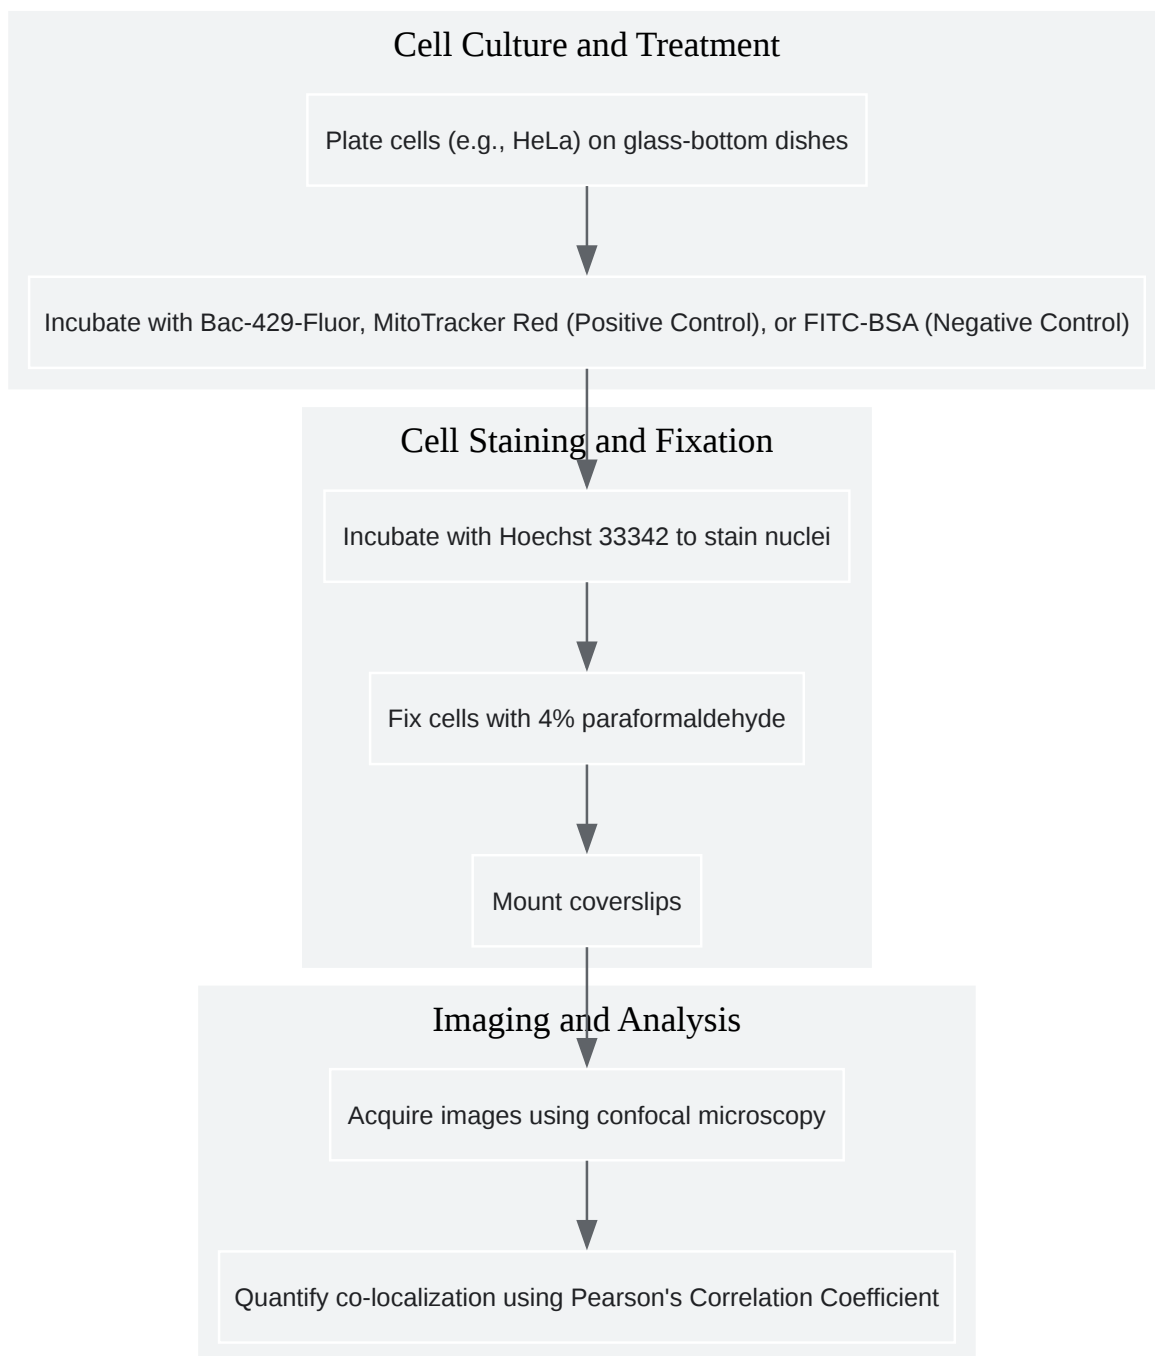 Cell Culture and Treatment
Plate cells (e.g., HeLa) on glass-bottom dishes
Incubate with Bac-429-Fluor, MitoTracker Red (Positive Control), or FITC-BSA (Negative Control)
Cell Staining and Fixation
Incubate with Hoechst 33342 to stain nuclei
Fix cells with 4% paraformaldehyde
Mount coverslips
Imaging and Analysis
Acquire images using confocal microscopy
Quantify co-localization using Pearson's Correlation Coefficient